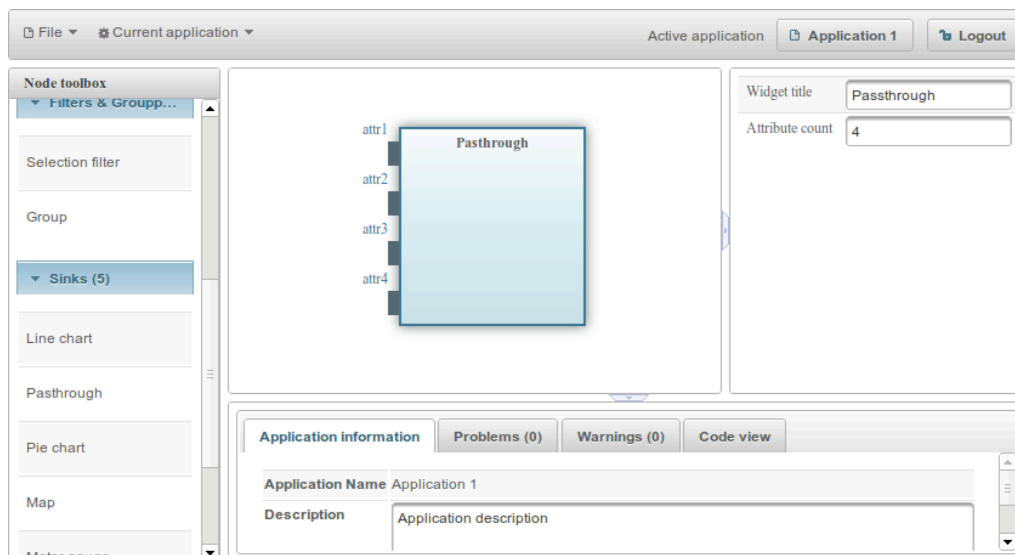 File
Current application
Active application
Application 1
Logout
Node toolbox
Filters & Groupp...
Selection filter
Group
Sinks (5)
Line chart
Pasthrough
Pie chart
Map
attr1
Pasthrough
attr2
attr3
attr4
Widget title
Passthrough
Attribute count
4
Application information
Problems (0)
Warnings (0)
Code view
Application Name Application 1
Description
Application description